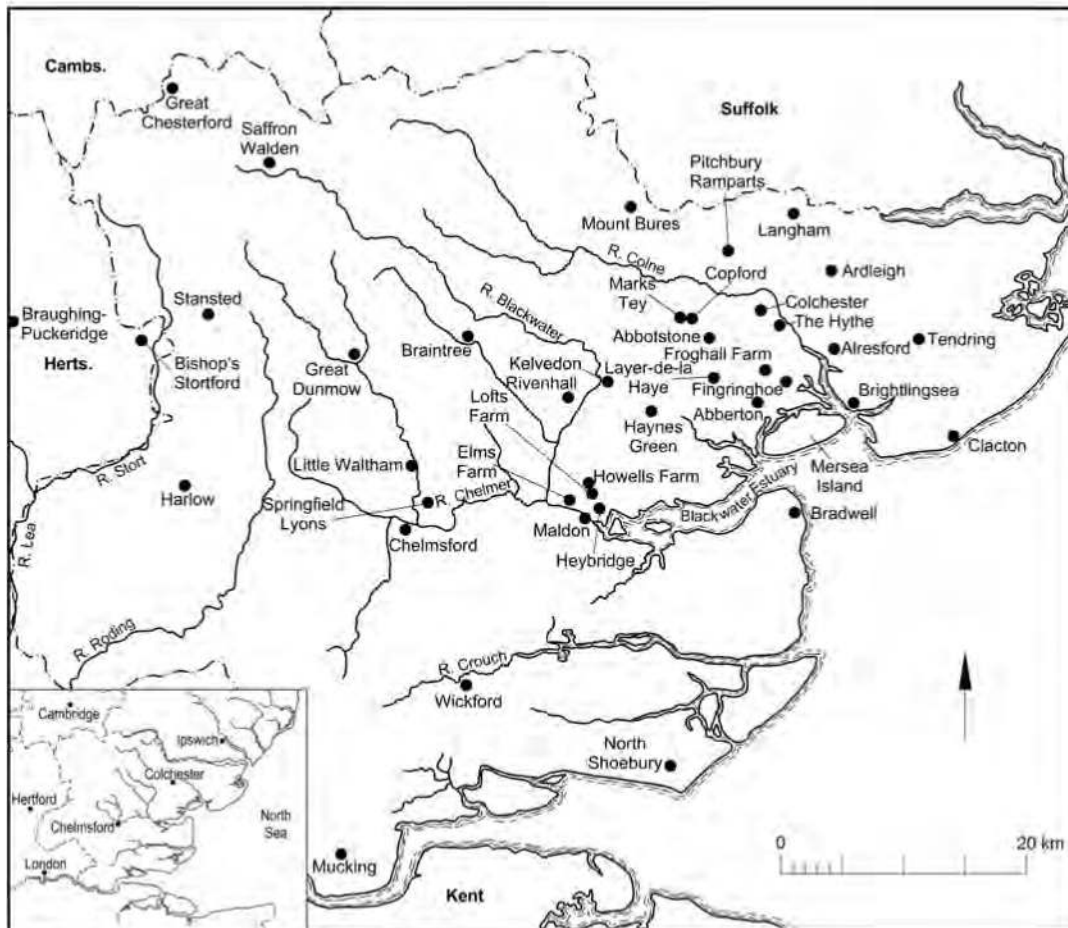 Cambs.
Great
Chesterford
Saffron
Walden
Suffolk
Pitchbury
Ramparts
Mount Bures
Langham
R. Colne
Copford
Ardleigh
Marks
Tey
Colchester
The Hythe
Stansted
R. Blackwater
Braughing-
Puckeridge
Herts.
Bishop's
Stortford
Braintree
Abbotstone
Froghall Farm
Alresford
Tendring
Great
Dunmow
Kelvedon
Rivenhall
Layer-de-la
Haye
Fingringhoe
Brightlingsea
Lofts
Farm
Abberton
Haynes
Green
Clacton
Elms
Farm
Little Waltham
Howells Farm
Mersea
Island
R. Stort
Harlow
Springfield
Lyons
R. Chelmer
Blackwater Estuary
Bradwell
Chelmsford
Maldon
Heybridge
R. Lea
R. Roding
R. Crouch
Wickford
North
Shoebury
Mucking
Kent
0 20 km
Cambridge
Ipswich
Colchester
Hertford
Chelmsford
North
Sea
London